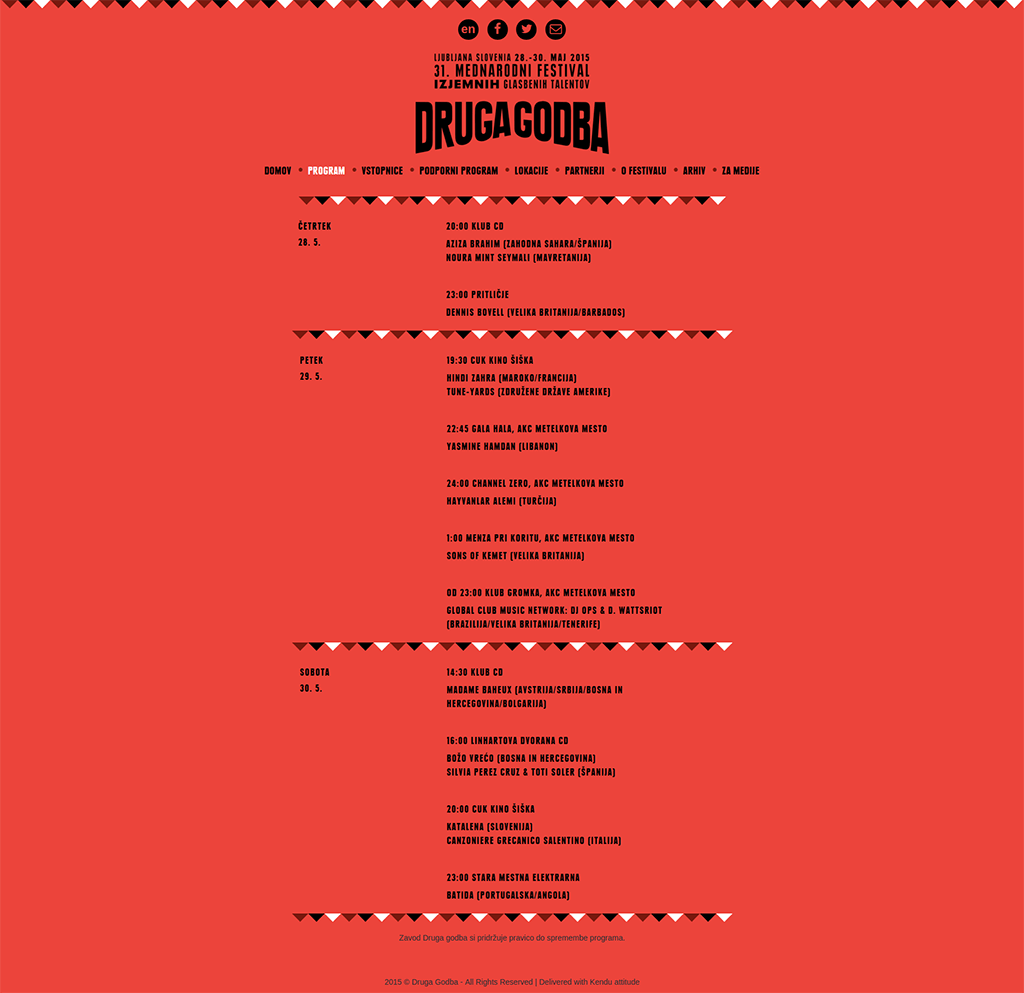 en
LJUBLJANA SLOVENIA 28.-30. MAJ 2015
31. MEDNARODNI FESTIVAL
IZJEMNIH GLASBENIH TALENTOV
DRUGA GODBA
DOMOV • PROGRAM • VSTOPNICE • PODPORNI PROGRAM • LOKACIJE • PARTNERJI • O FESTIVALU • ARHIV • ZA MEDIJE
ČETRTEK
28. 5.
20:00 KLUB CD
AZIZA BRAHIM (ZAHODNA SAHARA/ŠPANIJA)
NOURA MINT SEYMALI (MAVRETANIJA)
23:00 PRITLIČJE
DENNIS BOVELL (VELIKA BRITANIJA/BARBADOS)
PETEK
29. 5.
19:30 CUK KINO ŠIŠKA
HINDI ZAHRA (MAROKO/FRANCIJA)
TUNE-YARDS (ZDRUŽENE DRŽAVE AMERIKE)
22:45 GALA HALA, AKC METELKOVA MESTO
YASMINE HAMDAN (LIBANON)
24:00 CHANNEL ZERO, AKC METELKOVA MESTO
HAYVANLAR ALEMI (TURČIJA)
1:00 MENZA PRI KORITU, AKC METELKOVA MESTO
SONS OF KEMET (VELIKA BRITANIJA)
OD 23:00 KLUB GROMKA, AKC METELKOVA MESTO
GLOBAL CLUB MUSIC NETWORK: DJ OPS & D. WATTSRIOT
(BRAZILIJA/VELIKA BRITANIJA/TENERIFE)
SOBOTA
30. 5.
14:30 KLUB CD
MADAME BAHEUX (AVSTRIJA/SRBIJA/BOSNA IN
HERCEGOVINA/BOLGARIJA)
16:00 LINHARTOVA DVORANA CD
BOŽO VREĆO (BOSNA IN HERCEGOVINA)
SILVIA PEREZ CRUZ & TOTI SOLER (ŠPANIJA)
20:00 CUK KINO ŠIŠKA
KATALENA (SLOVENIJA)
CANZONIERE GRECANICO SALENTINO (ITALIJA)
23:00 STARA MESTNA ELEKTRARNA
BATIDA (PORTUGALSKA/ANGOLA)
Zavod Druga godba si pridržuje pravico do spremembe programa.
2015 © Druga Godba - All Rights Reserved | Delivered with Kendu attitude